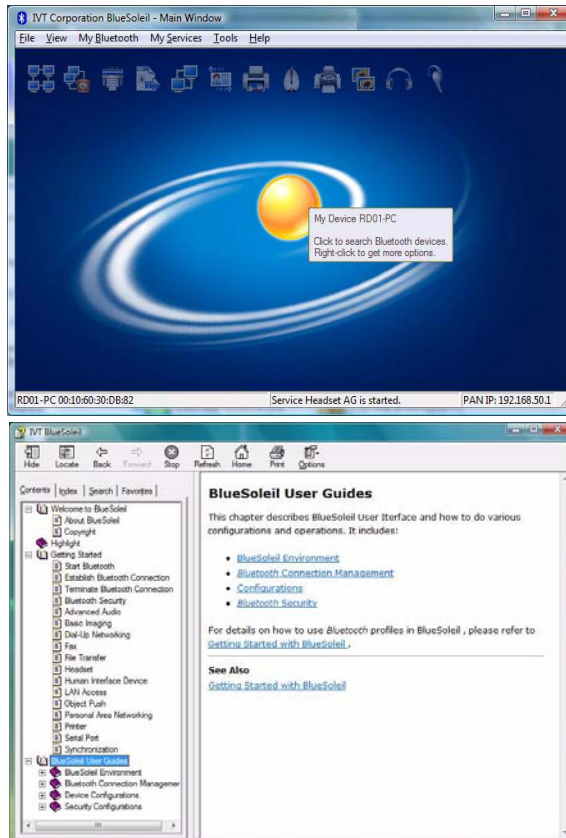 IVT Corporation BlueSoleil - Main Window
File View My Bluetooth My Services Tools Help
My Device RD01-PC
Click to search Bluetooth devices.
Right-click to get more options.
RD01-PC 00:10:60:30:DB:82 Service Headset AG is started. PAN IP: 192.168.50.1
IVT BlueSoleil
Hide Locate Back Forward Stop Refresh Home Print Options
Contents Index Search Favorites
Welcome to BlueSoleil
About BlueSoleil
Copyright
Highlight
Getting Started
Start Bluetooth
Establish Bluetooth Connection
Terminate Bluetooth Connection
Bluetooth Security
Advanced Audio
Basic Imaging
Dial-Up Networking
Fax
File Transfer
Headset
Human Interface Device
LAN Access
Object Push
Personal Area Networking
Printer
Serial Port
Synchronization
BlueSoleil User Guides
BlueSoleil Environment
Bluetooth Connection Managemer
Device Configurations
Security Configurations
BlueSoleil User Guides
This chapter describes BlueSoleil User Iterface and how to do various
configurations and operations. It includes:
BlueSoleil Environment
Bluetooth Connection Management
Configurations
Bluetooth Security
For details on how to use Bluetooth profiles in BlueSoleil , please refer to
Getting Started with BlueSoleil .
See Also
Getting Started with BlueSoleil